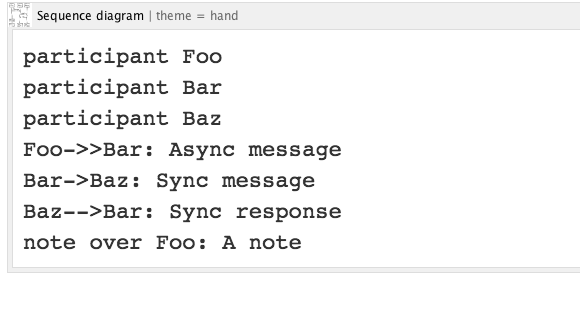 Sequence diagram | theme = hand
participant Foo
participant Bar
participant Baz
Foo->>Bar: Async message
Bar->Baz: Sync message
Baz-->Bar: Sync response
note over Foo: A note